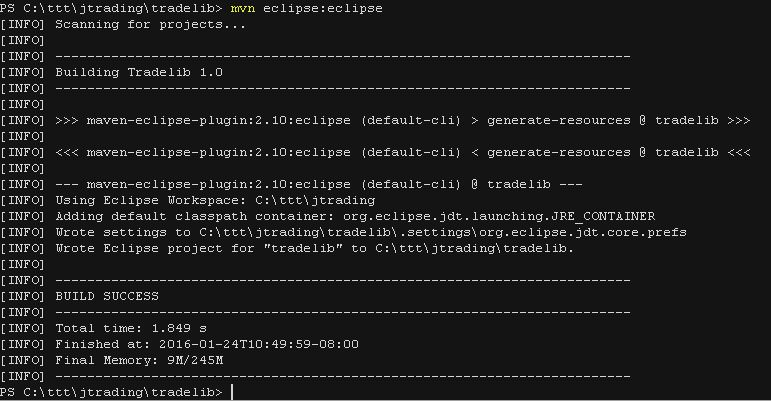 PS C:\ttt\jtrading\tradelib> mvn eclipse:eclipse
[INFO] Scanning for projects...
[INFO]
[INFO] ------------------------------------------------------------------------
[INFO] Building Tradelib 1.0
[INFO] ------------------------------------------------------------------------
[INFO]
[INFO] >>> maven-eclipse-plugin:2.10:eclipse (default-cli) > generate-resources @ tradelib >>>
[INFO]
[INFO] <<< maven-eclipse-plugin:2.10:eclipse (default-cli) < generate-resources @ tradelib <<<
[INFO]
[INFO] --- maven-eclipse-plugin:2.10:eclipse (default-cli) @ tradelib ---
[INFO] Using Eclipse Workspace: C:\ttt\jtrading
[INFO] Adding default classpath container: org.eclipse.jdt.launching.JRE_CONTAINER
[INFO] Wrote settings to C:\ttt\jtrading\tradelib\.settings\org.eclipse.jdt.core.prefs
[INFO] Wrote Eclipse project for "tradelib" to C:\ttt\jtrading\tradelib.
[INFO]
[INFO] ------------------------------------------------------------------------
[INFO] BUILD SUCCESS
[INFO] ------------------------------------------------------------------------
[INFO] Total time: 1.849 s
[INFO] Finished at: 2016-01-24T10:49:59-08:00
[INFO] Final Memory: 9M/245M
[INFO] ------------------------------------------------------------------------
PS C:\ttt\jtrading\tradelib>